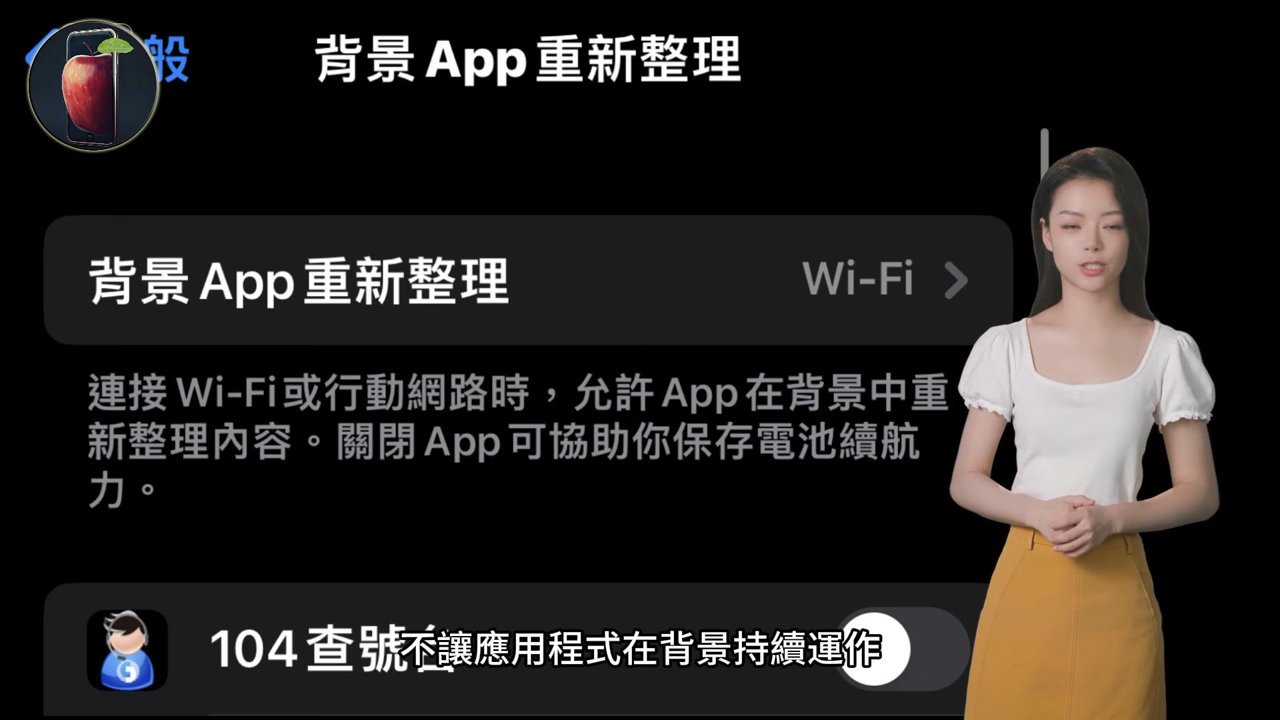 般
背景 App 重新整理
背景 App 重新整理
Wi-Fi
連接 Wi-Fi或行動網路時，允許 App 在背景中重
新整理內容。關閉 App 可協助你保存電池續航
力。
104查號
不讓應用程式在背景持續運作